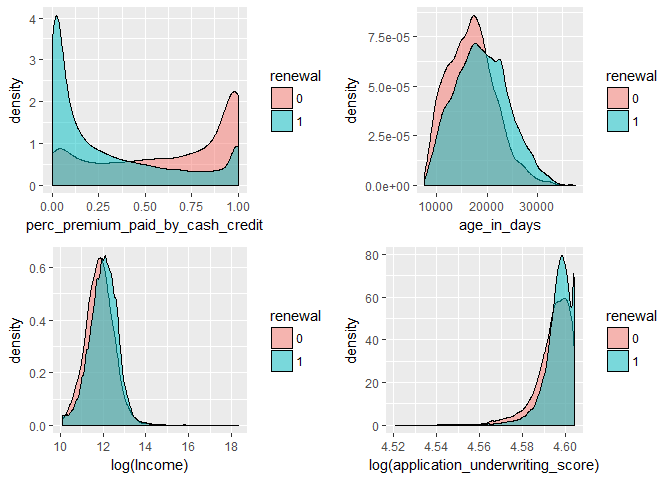 4
3
2
1
0
density
0.00 0.25 0.50 0.75 1.00
perc_premium_paid_by_cash_credit
renewal
0
1
7.5e-05
5.0e-05
2.5e-05
0.0e+00
density
10000 20000 30000
age_in_days
renewal
0
1
0.6
0.4
0.2
0.0
density
10 12 14 16 18
log(Income)
renewal
0
1
80
60
40
20
0
density
4.52 4.54 4.56 4.58 4.60
log(application_underwriting_score)
renewal
0
1